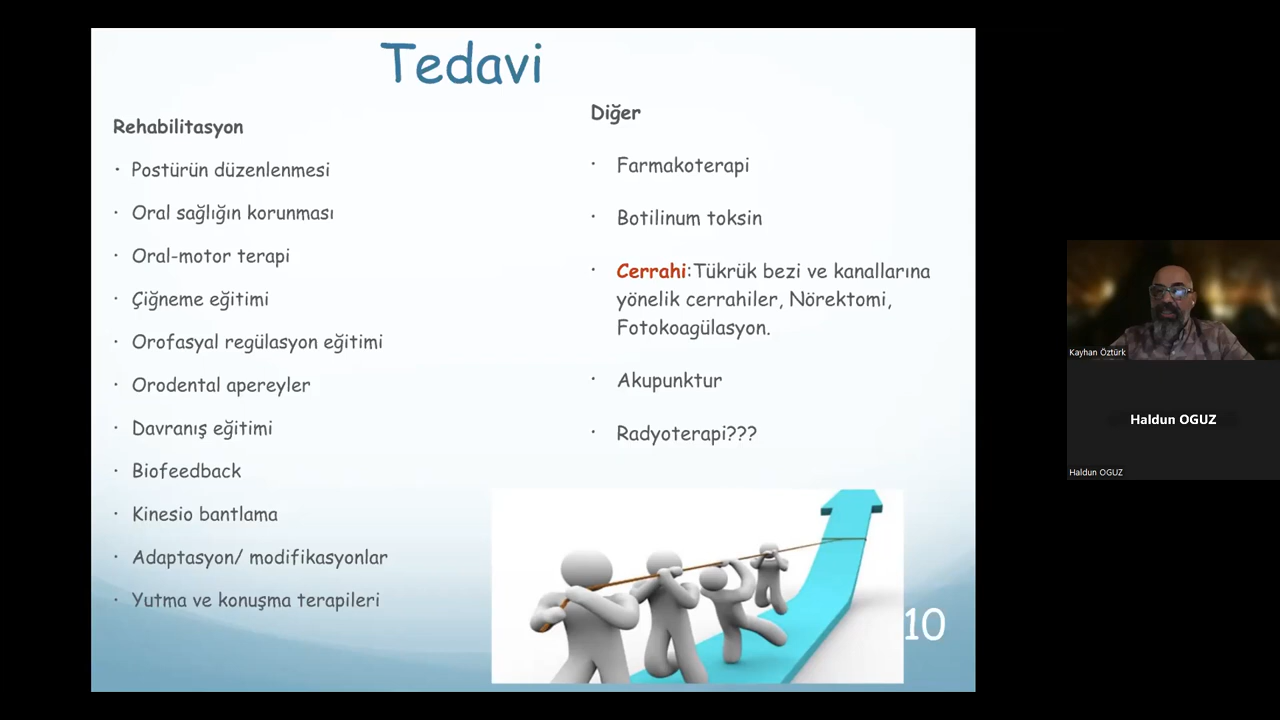 Tedavi
Rehabilitasyon
· Postürün düzenlenmesi
· Oral sağlığın korunması
· Oral-motor terapi
· Çiğneme eğitimi
· Orofasyal regülasyon eğitimi
· Orodental apereyler
· Davranış eğitimi
· Biofeedback
· Kinesio bantlama
· Adaptasyon/ modifikasyonlar
· Yutma ve konuşma terapileri
Diğer
· Farmakoterapi
· Botilinum toksin
· Cerrahi:Tükrük bezi ve kanallarına
yönelik cerrahiler, Nörektomi,
Fotokoagülasyon.
· Akupunktur
· Radyoterapi???
10
Kayhan Öztürk
Haldun OGUZ
Haldun OGUZ